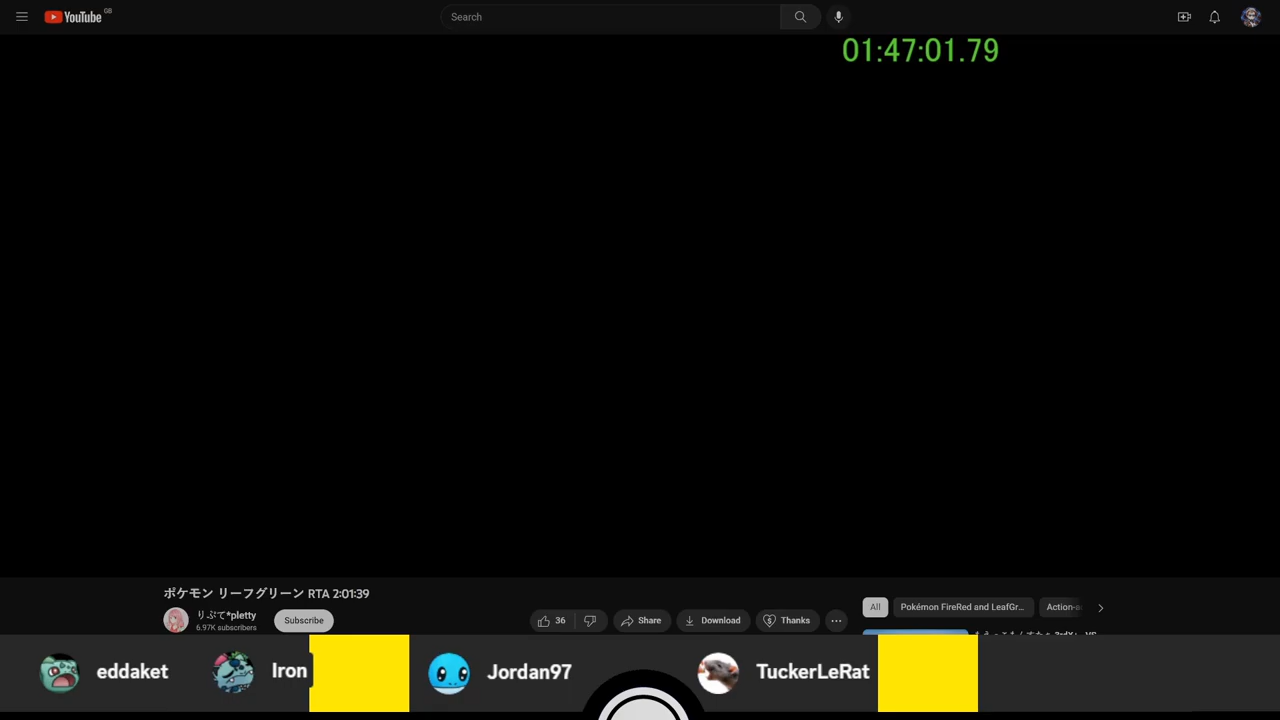 YouTube GB
Search
01:47:01.79
ポケモン リーフグリーン RTA 2:01:39
りぷて*pletty
6.97K subscribers
Subscribe
36
Share
Download
Thanks
All
Pokémon FireRed and LeafGr...
eddaket
Iron
Jordan97
TuckerLeRat